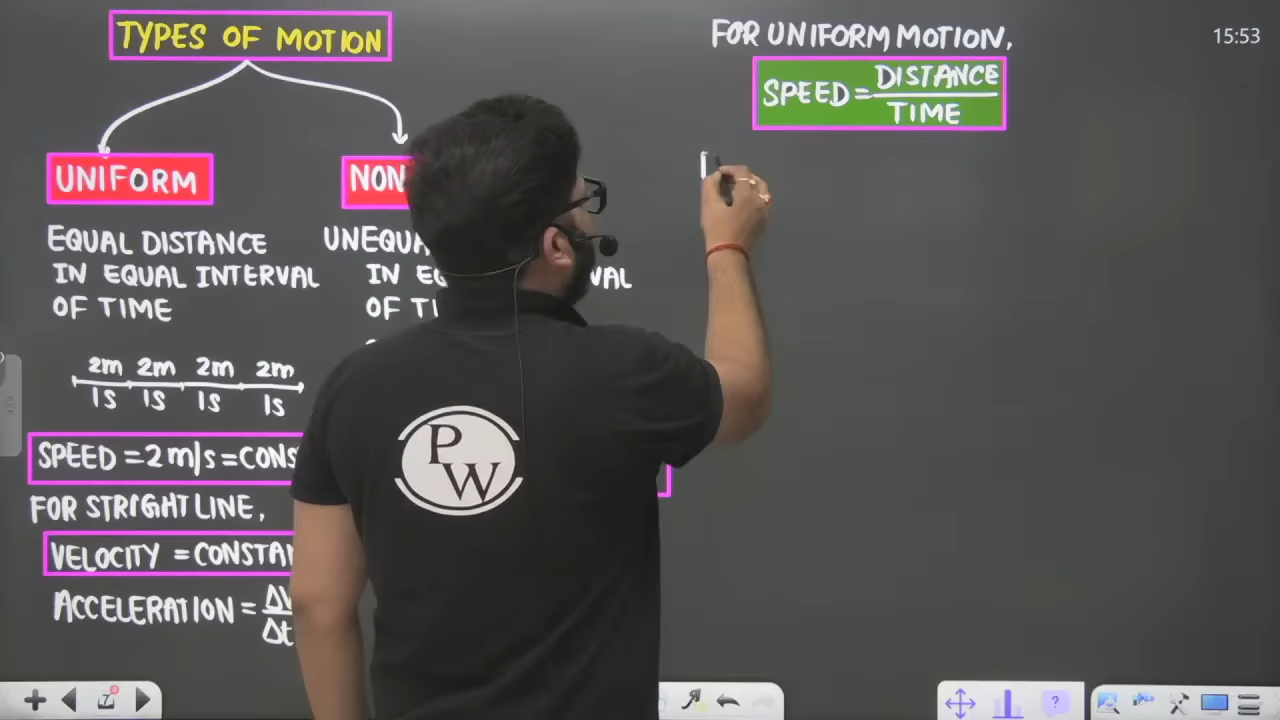 TYPES OF MOTION
UNIFORM
EQUAL DISTANCE
IN EQUAL INTERVAL
OF TIME
2m 2m 2m 2m
1s 1s 1s 1s
SPEED = 2 m/s = CONS
FOR STRIGHT LINE,
VELOCITY = CONSTAN
ACCELERATION = ΔV
Δt
NON
UNEQUA
IN EQ VAL
OF TI
FOR UNIFORM MOTION,
SPEED = DISTANCE
TIME
15:53
PW